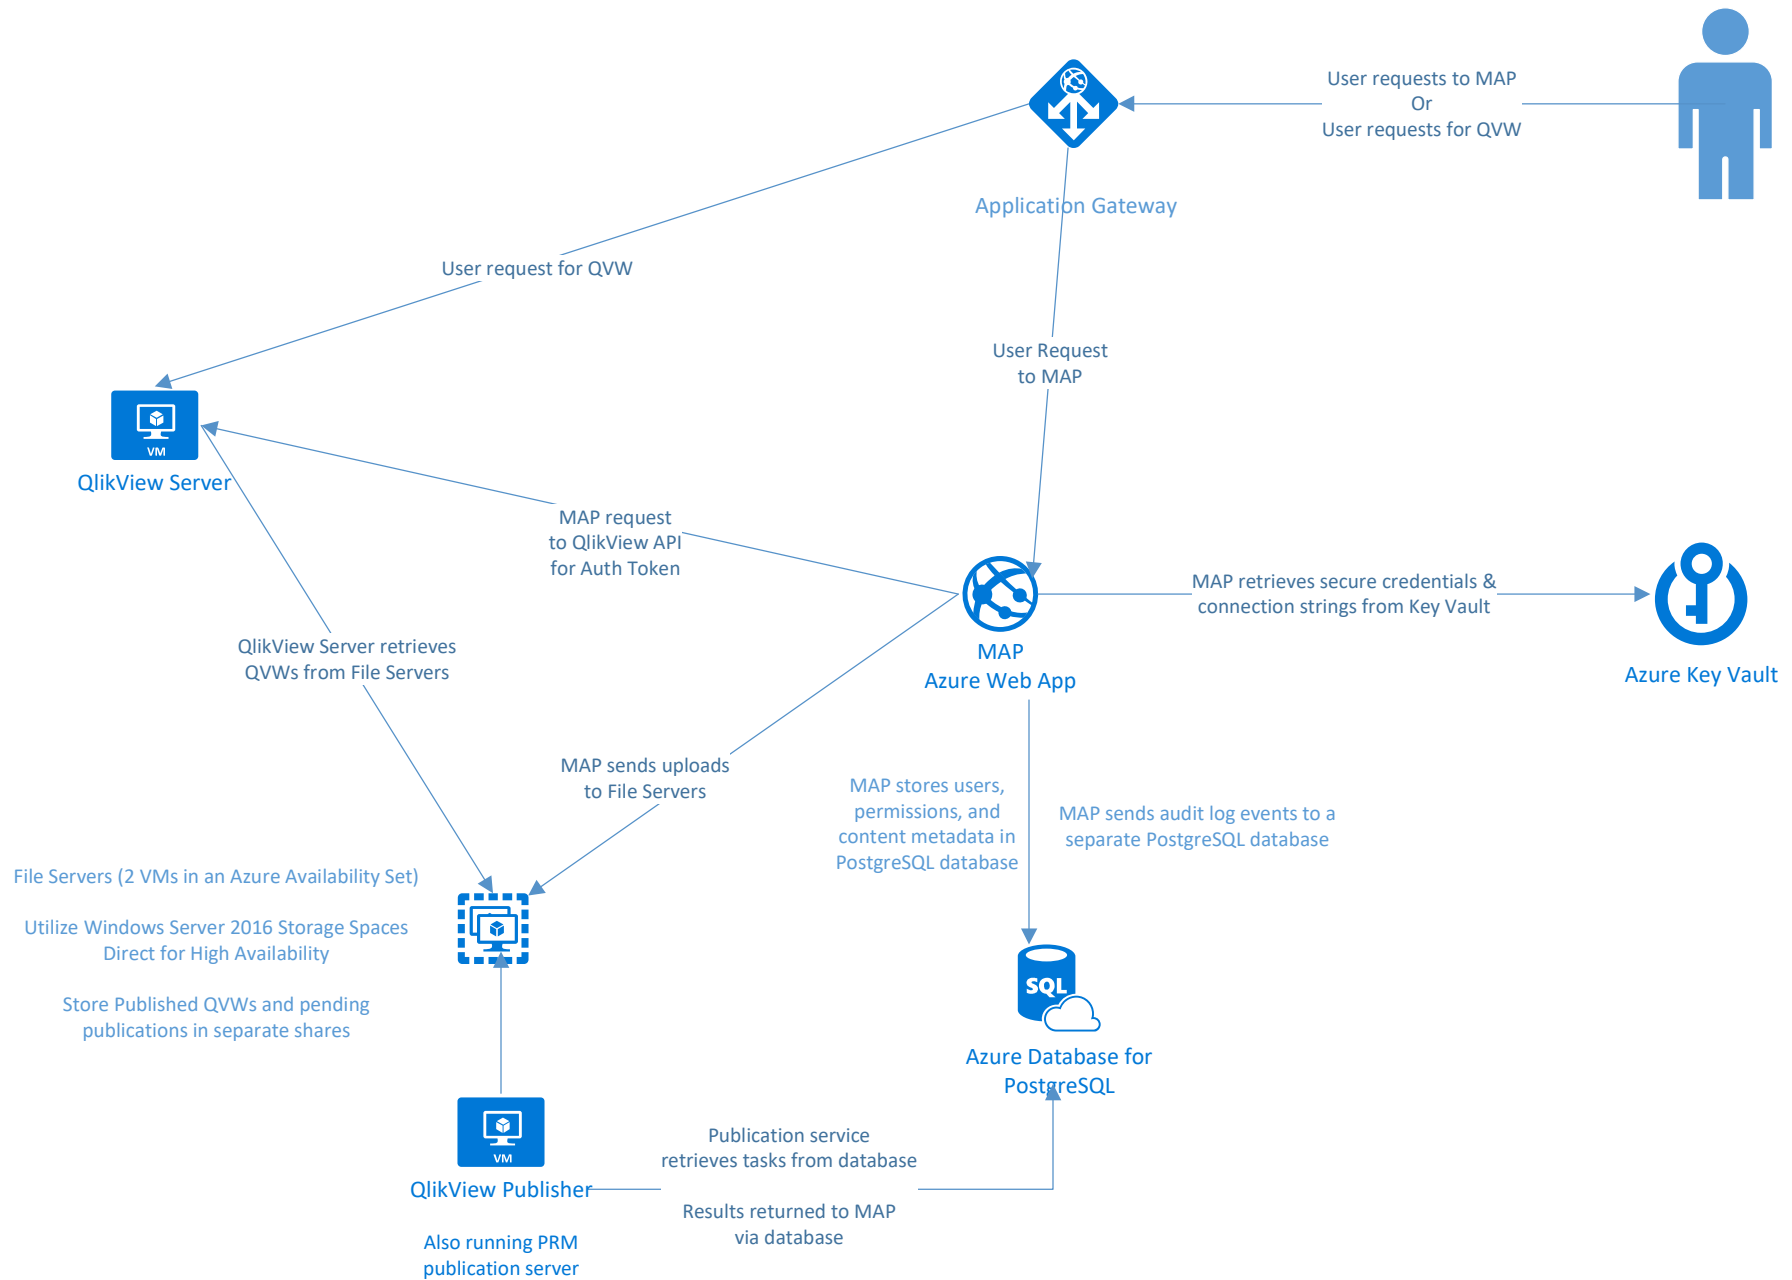 User requests to MAP
Or
User requests for QVW
Application Gateway
User request for QVW
User Request
to MAP
VM
QlikView Server
MAP request
to QlikView API
for Auth Token
MAP retrieves secure credentials &
connection strings from Key Vault
MAP
Azure Web App
Azure Key Vault
QlikView Server retrieves
QVWs from File Servers
MAP sends uploads
to File Servers
MAP stores users,
permissions, and
content metadata in
PostgreSQL database
MAP sends audit log events to a
separate PostgreSQL database
File Servers (2 VMs in an Azure Availability Set)
Utilize Windows Server 2016 Storage Spaces
Direct for High Availability
Store Published QVWs and pending
publications in separate shares
SQL
Azure Database for
PostgreSQL
VM
QlikView Publisher
Also running PRM
publication server
Publication service
retrieves tasks from database
Results returned to MAP
via database